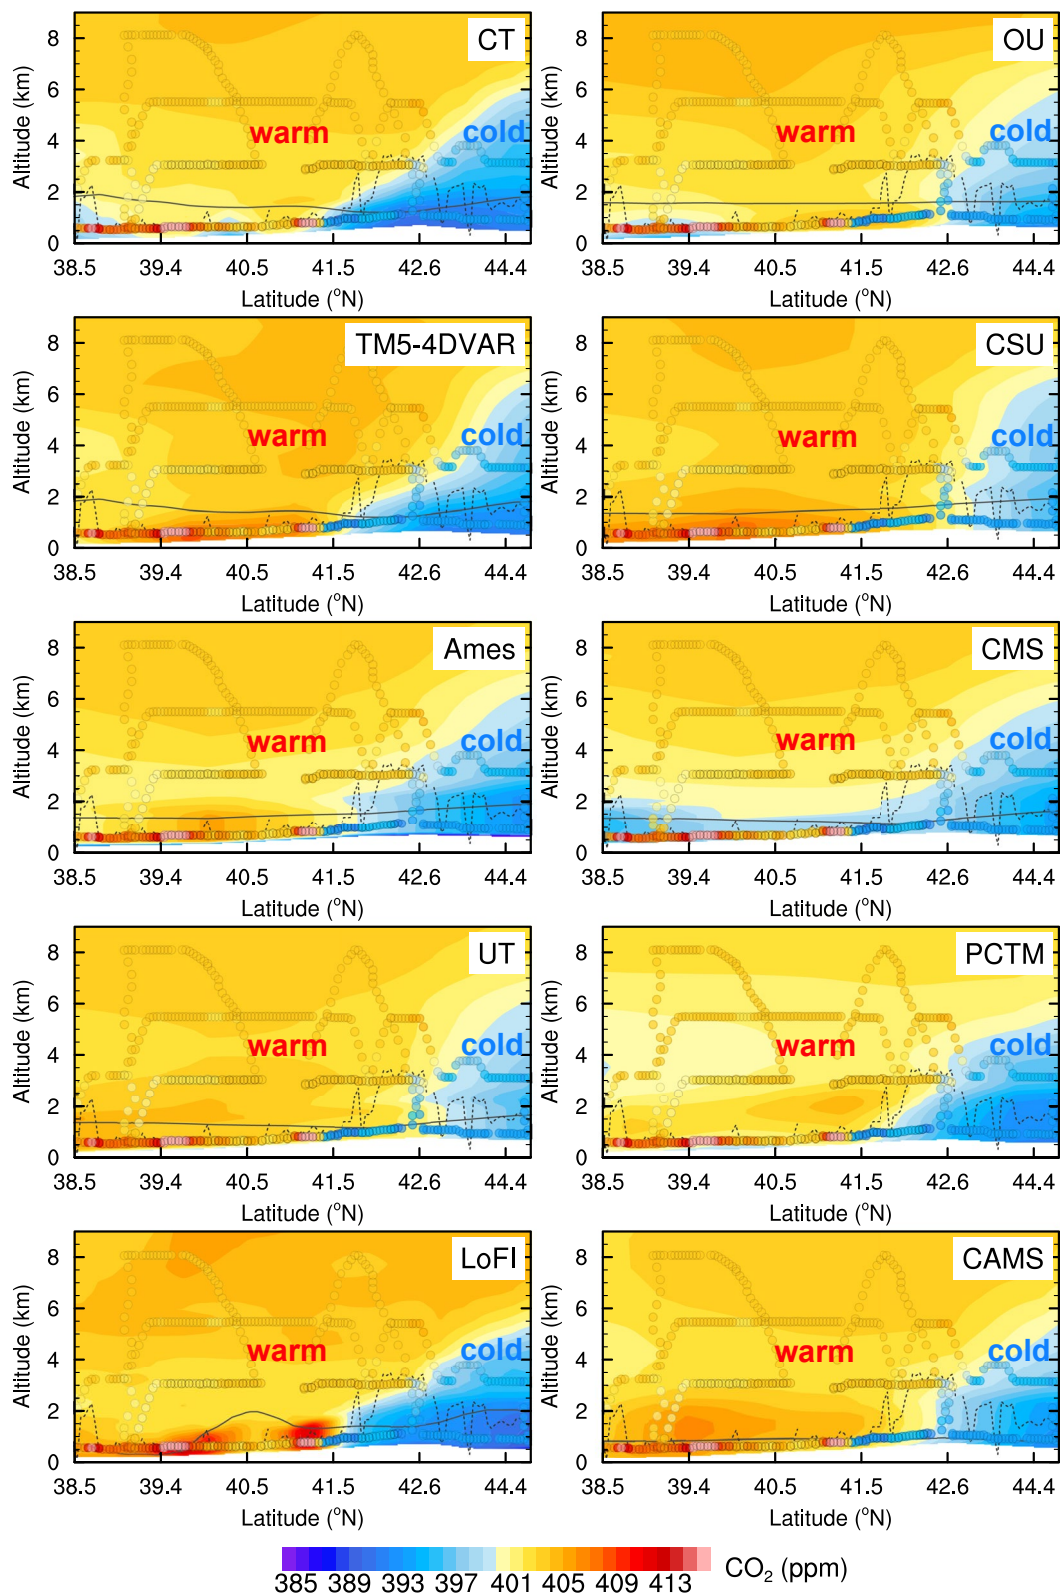 CT
OU
Altitude (km)
8
6
4
2
0
warm
cold
38.5 39.4 40.5 41.5 42.6 44.4
Latitude (°N)
Altitude (km)
8
6
4
2
0
warm
cold
38.5 39.4 40.5 41.5 42.6 44.4
Latitude (°N)
TM5-4DVAR
CSU
Altitude (km)
8
6
4
2
0
warm
cold
38.5 39.4 40.5 41.5 42.6 44.4
Latitude (°N)
Altitude (km)
8
6
4
2
0
warm
cold
38.5 39.4 40.5 41.5 42.6 44.4
Latitude (°N)
Ames
CMS
Altitude (km)
8
6
4
2
0
warm
cold
38.5 39.4 40.5 41.5 42.6 44.4
Latitude (°N)
Altitude (km)
8
6
4
2
0
warm
cold
38.5 39.4 40.5 41.5 42.6 44.4
Latitude (°N)
UT
PCTM
Altitude (km)
8
6
4
2
0
warm
cold
38.5 39.4 40.5 41.5 42.6 44.4
Latitude (°N)
Altitude (km)
8
6
4
2
0
warm
cold
38.5 39.4 40.5 41.5 42.6 44.4
Latitude (°N)
LoFI
CAMS
Altitude (km)
8
6
4
2
0
warm
cold
38.5 39.4 40.5 41.5 42.6 44.4
Latitude (°N)
Altitude (km)
8
6
4
2
0
warm
cold
38.5 39.4 40.5 41.5 42.6 44.4
Latitude (°N)
385 389 393 397 401 405 409 413
CO₂ (ppm)